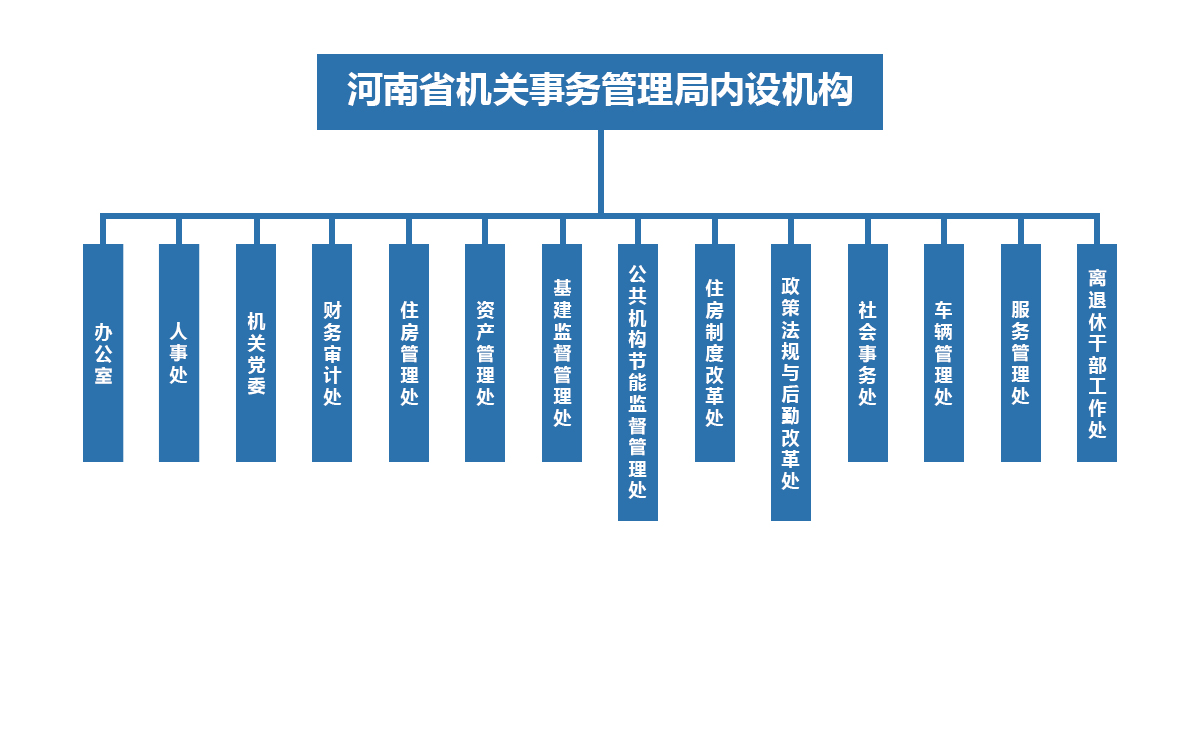 河南省机关事务管理局内设机构
办公室
人事处
机关党委
财务审计处
住房管理处
资产管理处
基建监督管理处
公共机构节能监督管理处
住房制度改革处
政策法规与后勤改革处
社会事务处
车辆管理处
服务管理处
离退休干部工作处